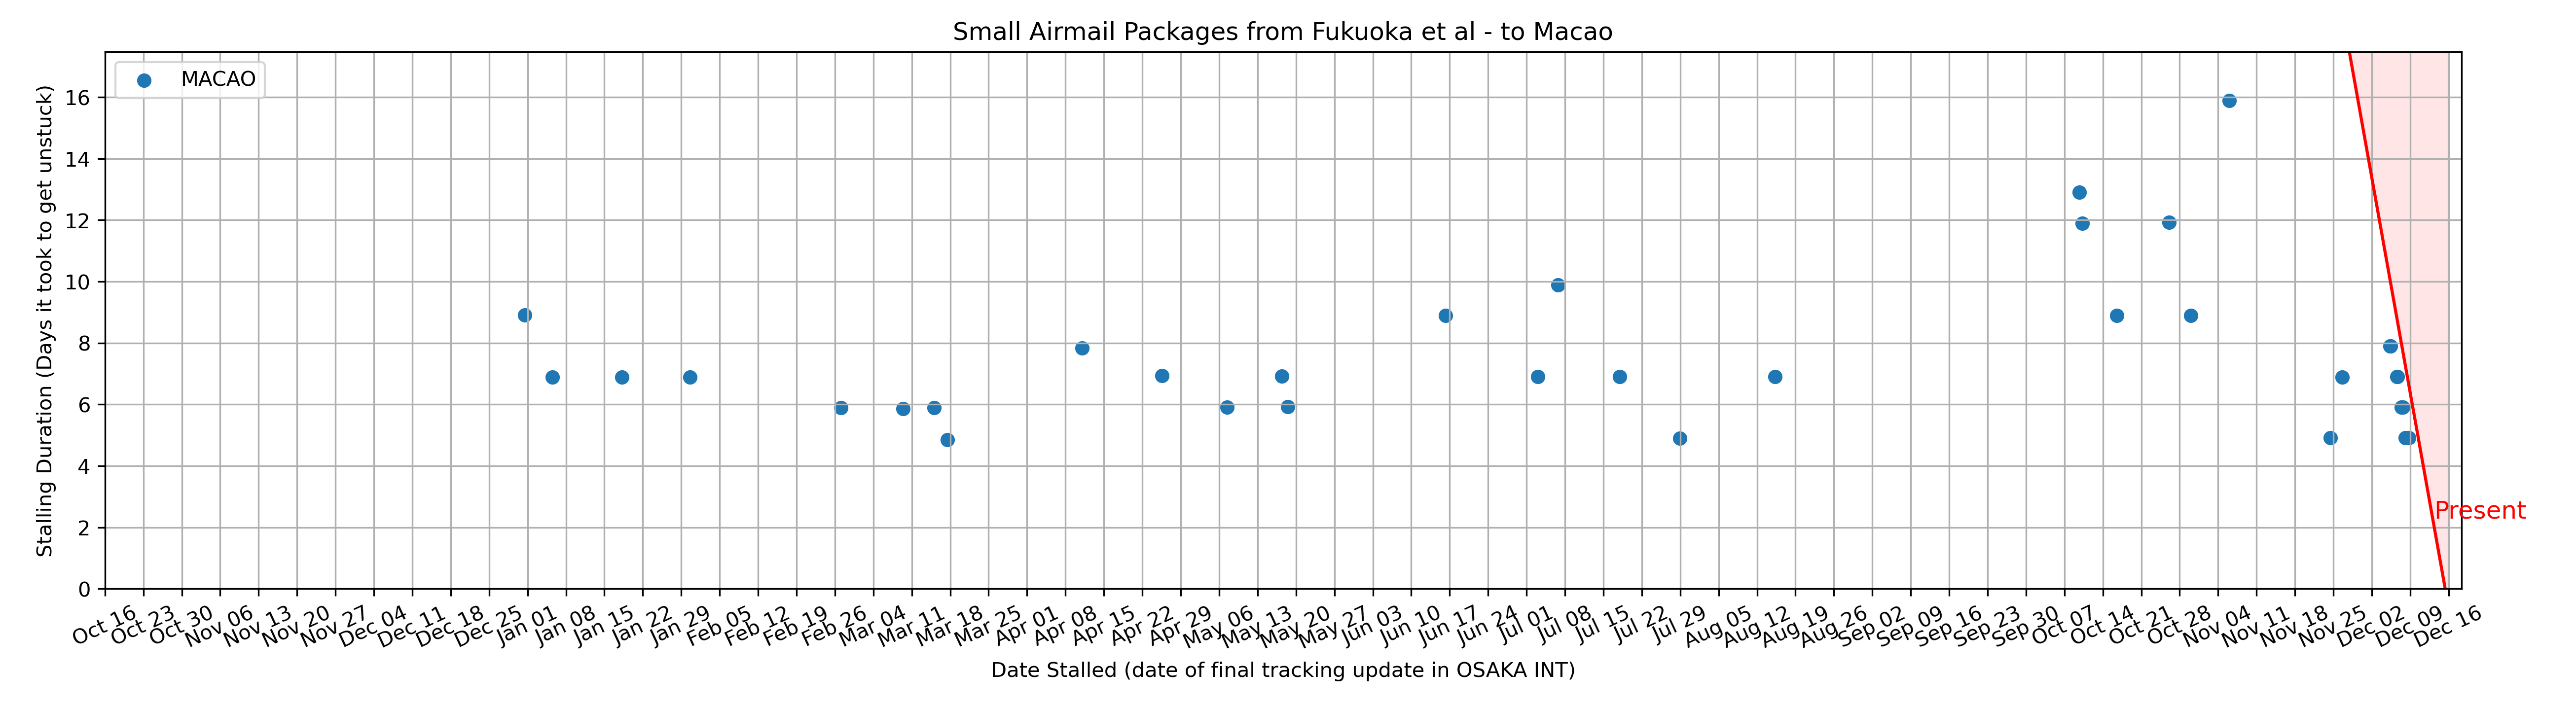 Small Airmail Packages from Fukuoka et al - to Macao
MACAO
Stalling Duration (Days it took to get unstuck)
16
14
12
10
8
6
4
2
0
Present
Oct 16 Oct 23 Oct 30 Nov 06 Nov 13 Nov 20 Nov 27 Dec 04 Dec 11 Dec 18 Dec 25 Jan 01 Jan 08 Jan 15 Jan 22 Jan 29 Feb 05 Feb 12 Feb 19 Feb 26 Mar 04 Mar 11 Mar 18 Mar 25 Apr 01 Apr 08 Apr 15 Apr 22 Apr 29 May 06 May 13 May 20 May 27 Jun 03 Jun 10 Jun 17 Jun 24 Jul 01 Jul 08 Jul 15 Jul 22 Jul 29 Aug 05 Aug 12 Aug 19 Aug 26 Sep 02 Sep 09 Sep 16 Sep 23 Sep 30 Oct 07 Oct 14 Oct 21 Oct 28 Nov 04 Nov 11 Nov 18 Nov 25 Dec 02 Dec 09 Dec 16
Date Stalled (date of final tracking update in OSAKA INT)